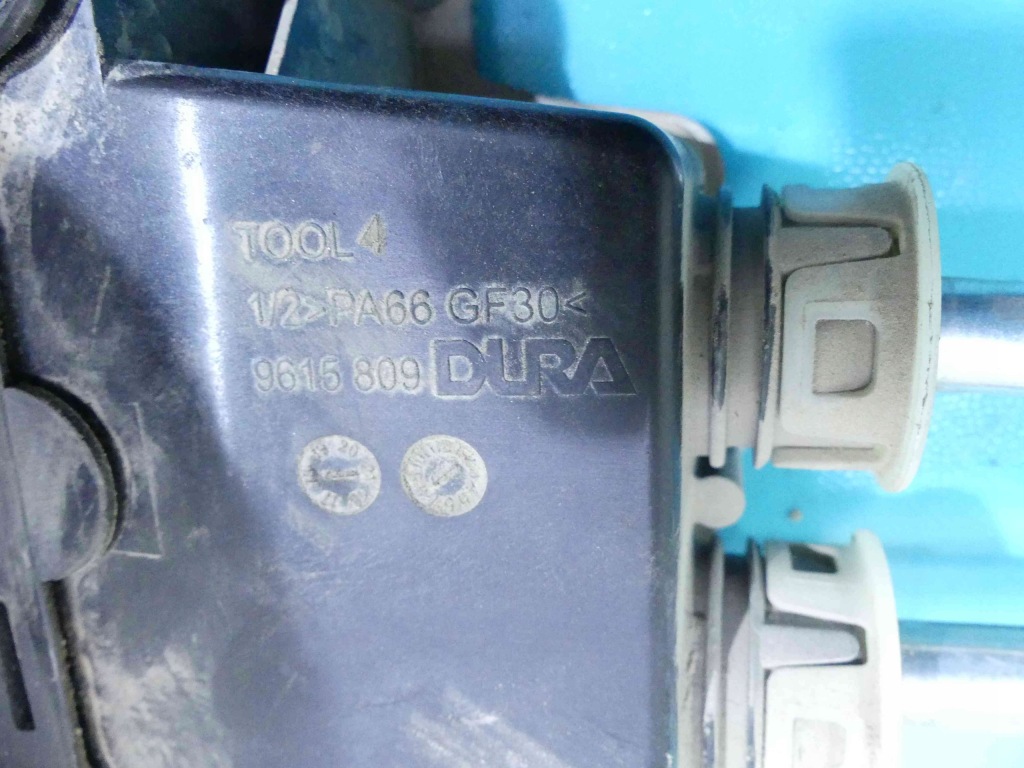 TOOL 4
1/2>PA66 GF30<
9615 809 DURA